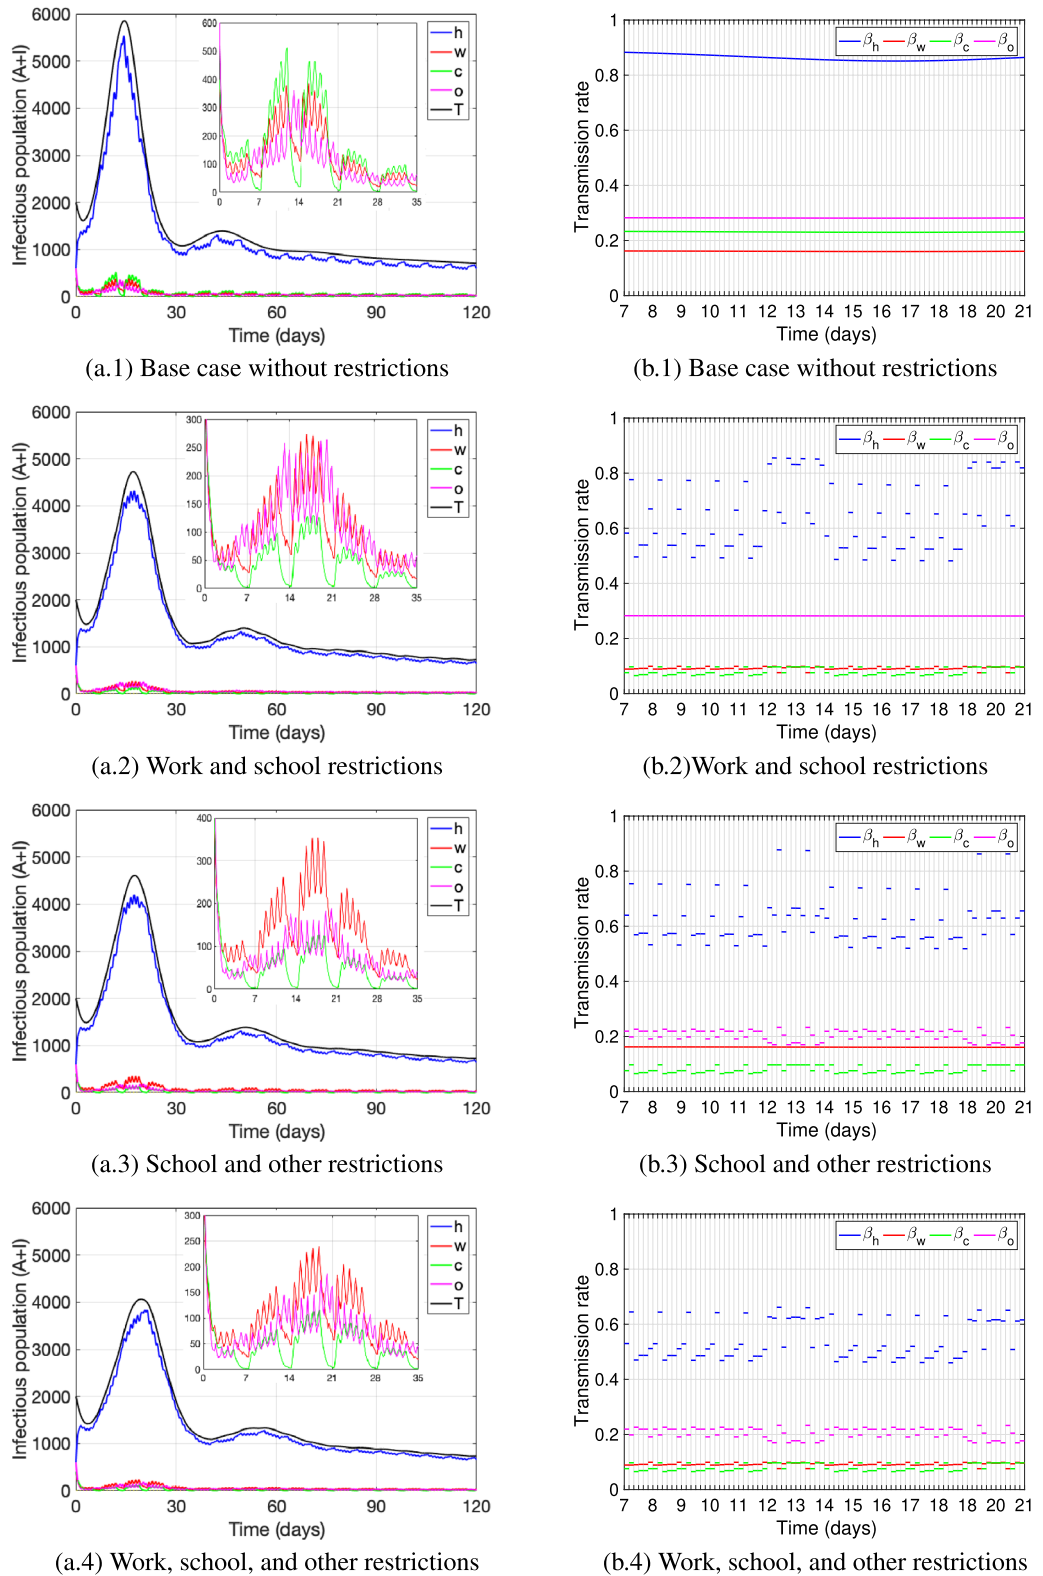 Infectious population (A+I)
6000
5000
4000
3000
2000
1000
0
0 30 60 90 120
Time (days)
600
500
400
300
200
100
0
0 7 14 21 28 35
h
w
c
o
T
(a.1) Base case without restrictions
Transmission rate
1
0.8
0.6
0.4
0.2
0
1
βh βw βc βo
7 8 9 10 11 12 13 14 15 16 17 18 19 20 21
Time (days)
(b.1) Base case without restrictions
Infectious population (A+I)
6000
5000
4000
3000
2000
1000
0
0 30 60 90 120
Time (days)
300
250
200
150
100
50
0
0 7 14 21 28 35
h
w
c
o
T
(a.2) Work and school restrictions
Transmission rate
1
0.8
0.6
0.4
0.2
0
βh βw βc βo
7 8 9 10 11 12 13 14 15 16 17 18 19 20 21
Time (days)
(b.2)Work and school restrictions
Infectious population (A+I)
6000
5000
4000
3000
2000
1000
0
0 30 60 90 120
Time (days)
400
300
200
100
0
0 7 14 21 28 35
h
w
c
o
T
(a.3) School and other restrictions
Transmission rate
1
0.8
0.6
0.4
0.2
0
βh βw βc βo
7 8 9 10 11 12 13 14 15 16 17 18 19 20 21
Time (days)
(b.3) School and other restrictions
Infectious population (A+I)
6000
5000
4000
3000
2000
1000
0
0 30 60 90 120
Time (days)
300
250
200
150
100
50
0
0 7 14 21 28 35
h
w
c
o
T
(a.4) Work, school, and other restrictions
Transmission rate
1
0.8
0.6
0.4
0.2
0
βh βw βc βo
7 8 9 10 11 12 13 14 15 16 17 18 19 20 21
Time (days)
(b.4) Work, school, and other restrictions